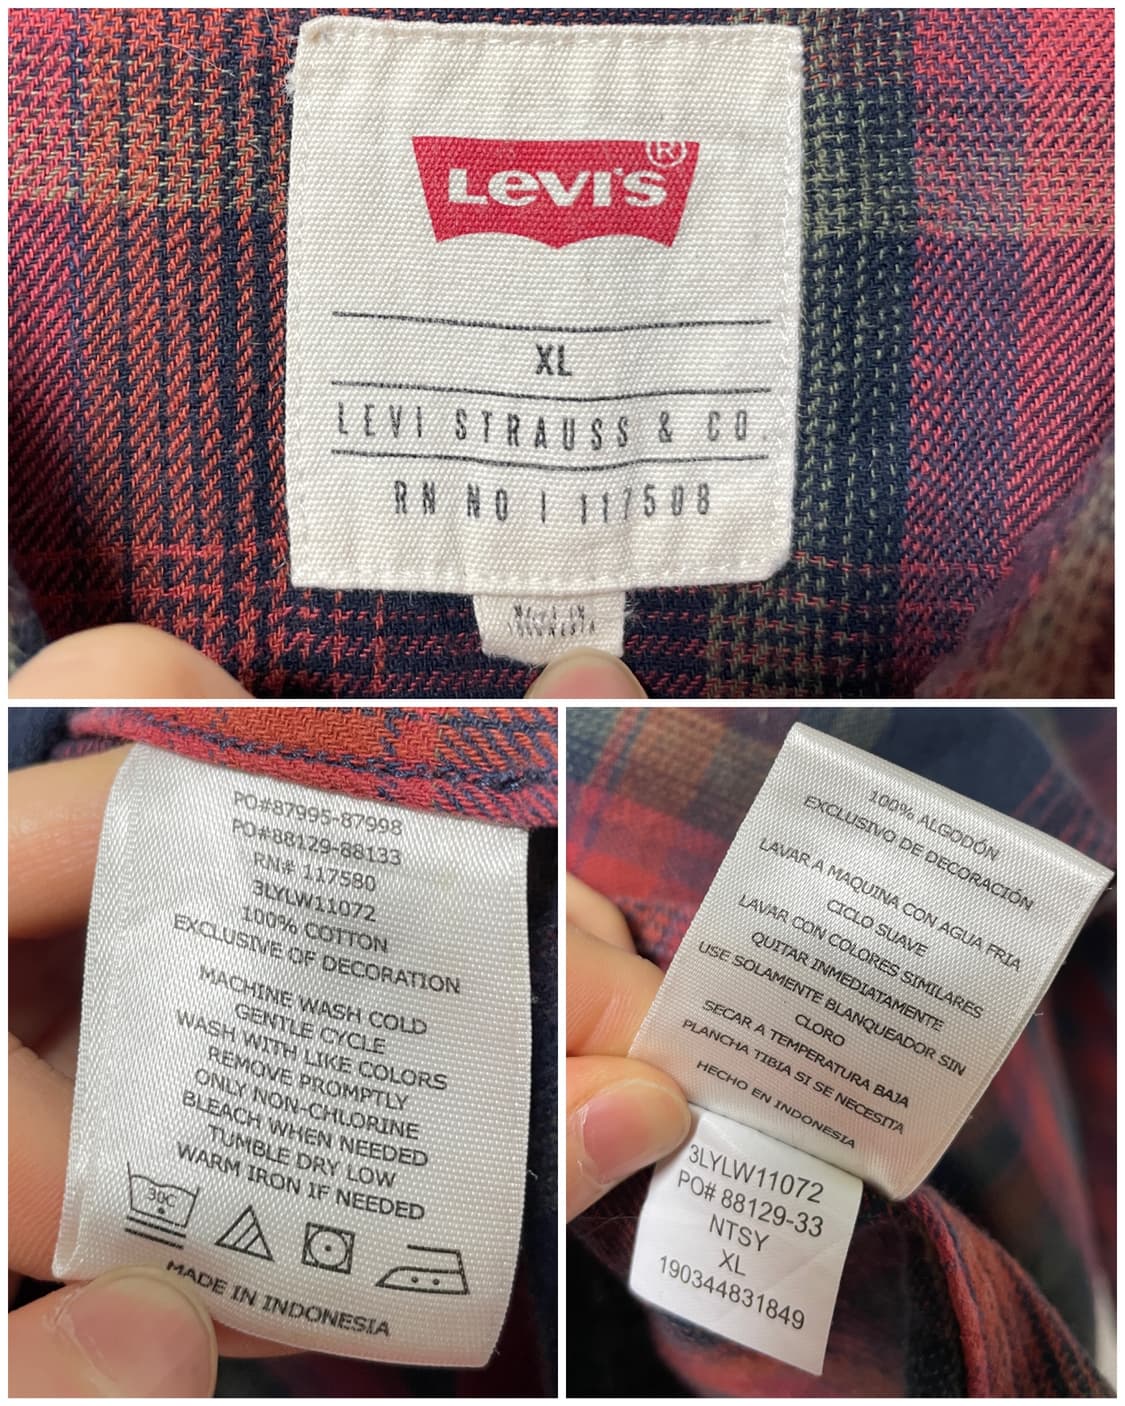 LEVI'S®
XL
LEVI STRAUSS & CO.
RN NO | 117508
MADE IN
INDONESIA
PO#87995-87998
PO#88129-88133
RN# 117580
3LYLW11072
100% COTTON
EXCLUSIVE OF DECORATION
MACHINE WASH COLD
GENTLE CYCLE
WASH WITH LIKE COLORS
REMOVE PROMPTLY
ONLY NON-CHLORINE
BLEACH WHEN NEEDED
TUMBLE DRY LOW
WARM IRON IF NEEDED
30C
MADE IN INDONESIA
100% ALGODÓN
EXCLUSIVO DE DECORACIÓN
LAVAR A MAQUINA CON AGUA FRIA
CICLO SUAVE
LAVAR CON COLORES SIMILARES
QUITAR INMEDIATAMENTE
USE SOLAMENTE BLANQUEADOR SIN
CLORO
SECAR A TEMPERATURA BAJA
PLANCHA TIBIA SI SE NECESITA
HECHO EN INDONESIA
3LYLW11072
PO# 88129-33
NTSY
XL
190344831849